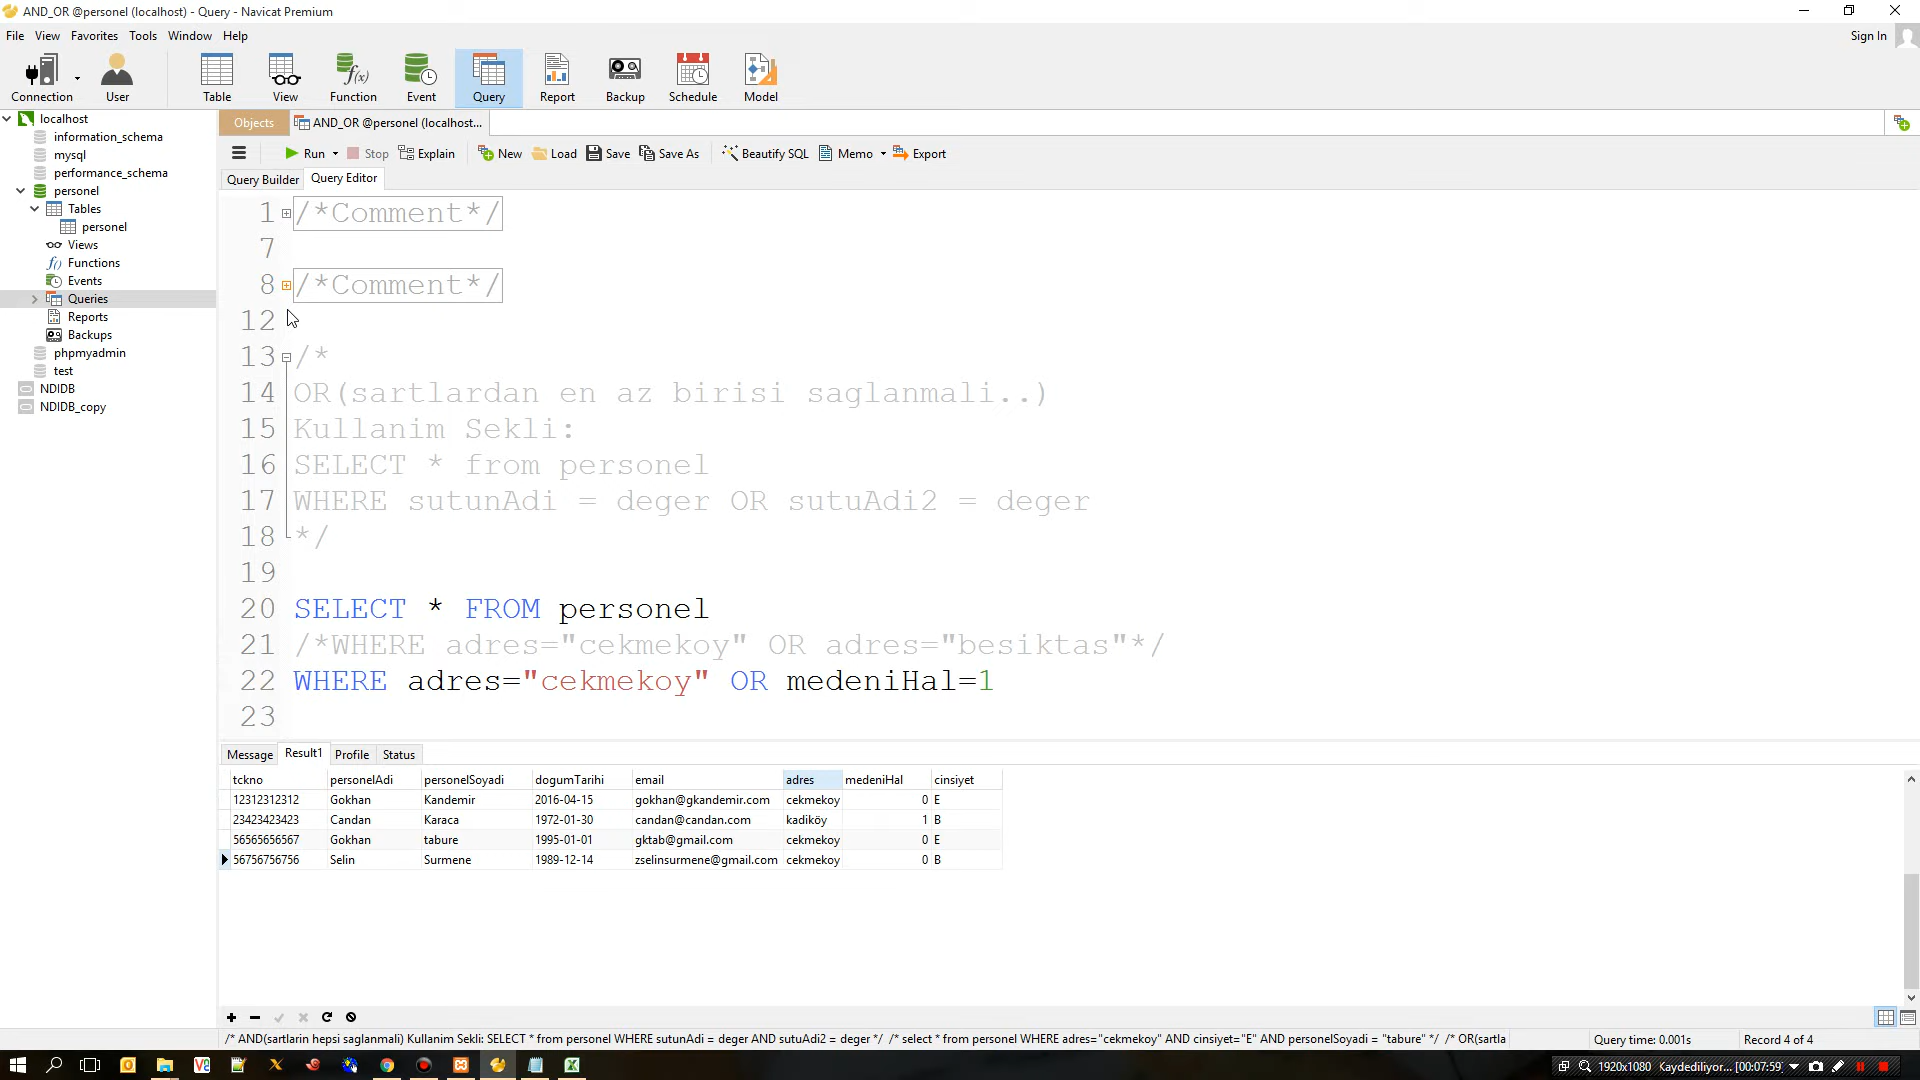 AND_OR @personel (localhost) - Query - Navicat Premium
File View Favorites Tools Window Help
Sign In
Connection User Table View Function Event Query Report Backup Schedule Model
localhost
information_schema
mysql
performance_schema
personel
Tables
personel
Views
Functions
Events
Queries
Reports
Backups
phpmyadmin
test
NDIDB
NDIDB_copy
Objects AND_OR @personel (localhost...
Run Stop Explain New Load Save Save As Beautify SQL Memo Export
Query Builder Query Editor
1 /*Comment*/
7
8 /*Comment*/
12
13 /*
14 OR(sartlardan en az birisi saglanmali..)
15 Kullanim Sekli:
16 SELECT * from personel
17 WHERE sutunAdi = deger OR sutuAdi2 = deger
18 */
19
20 SELECT * FROM personel
21 /*WHERE adres="cekmekoy" OR adres="besiktas"*/
22 WHERE adres="cekmekoy" OR medeniHal=1
23
Message Result1 Profile Status
tckno personelAdi personelSoyadi dogumTarihi email adres medeniHal cinsiyet
12312312312 Gokhan Kandemir 2016-04-15 gokhan@gkandemir.com cekmekoy 0 E
23423423423 Candan Karaca 1972-01-30 candan@candan.com kadiköy 1 B
56565656567 Gokhan tabure 1995-01-01 gktab@gmail.com cekmekoy 0 E
56756756756 Selin Surmene 1989-12-14 zselinsurmene@gmail.com cekmekoy 0 B
/* AND(sartlarin hepsi saglanmali) Kullanim Sekli: SELECT * from personel WHERE sutunAdi = deger AND sutuAdi2 = deger */ /* select * from personel WHERE adres="cekmekoy" AND cinsiyet="E" AND personelSoyadi = "tabure" */ /* OR(sartla
Query time: 0.001s Record 4 of 4
1920x1080 Kaydediliyor... [00:07:59]